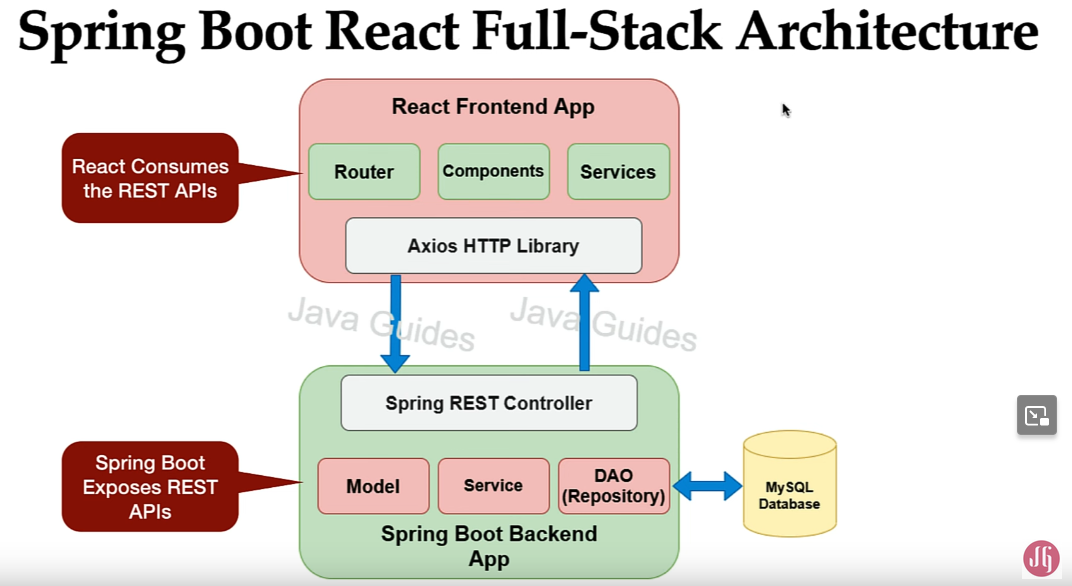 Spring Boot React Full-Stack Architecture
React Frontend App
React Consumes
the REST APIs
Router
Components
Services
Axios HTTP Library
Java Guides
Java Guides
Spring REST Controller
Spring Boot
Exposes REST
APIs
Model
Service
DAO
(Repository)
MySQL
Database
Spring Boot Backend
App
JG